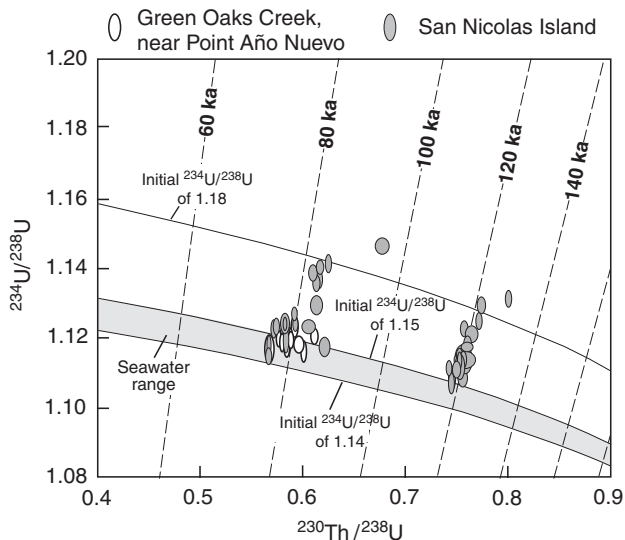 Green Oaks Creek,
near Point Año Nuevo
San Nicolas Island
1.20
1.18
1.16
1.14
1.12
1.10
1.08
²³⁴U/²³⁸U
60 ka
80 ka
100 ka
120 ka
140 ka
Initial ²³⁴U/²³⁸U
of 1.18
Initial ²³⁴U/²³⁸U
of 1.15
Seawater
range
Initial ²³⁴U/²³⁸U
of 1.14
0.4
0.5
0.6
0.7
0.8
0.9
²³⁰Th/²³⁸U